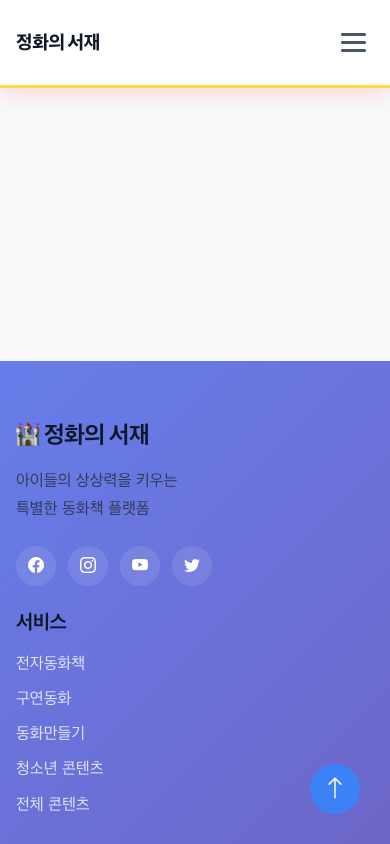 정화의 서재
정화의 서재
아이들의 상상력을 키우는
특별한 동화책 플랫폼
서비스
전자동화책
구연동화
동화만들기
청소년 콘텐츠
전체 콘텐츠